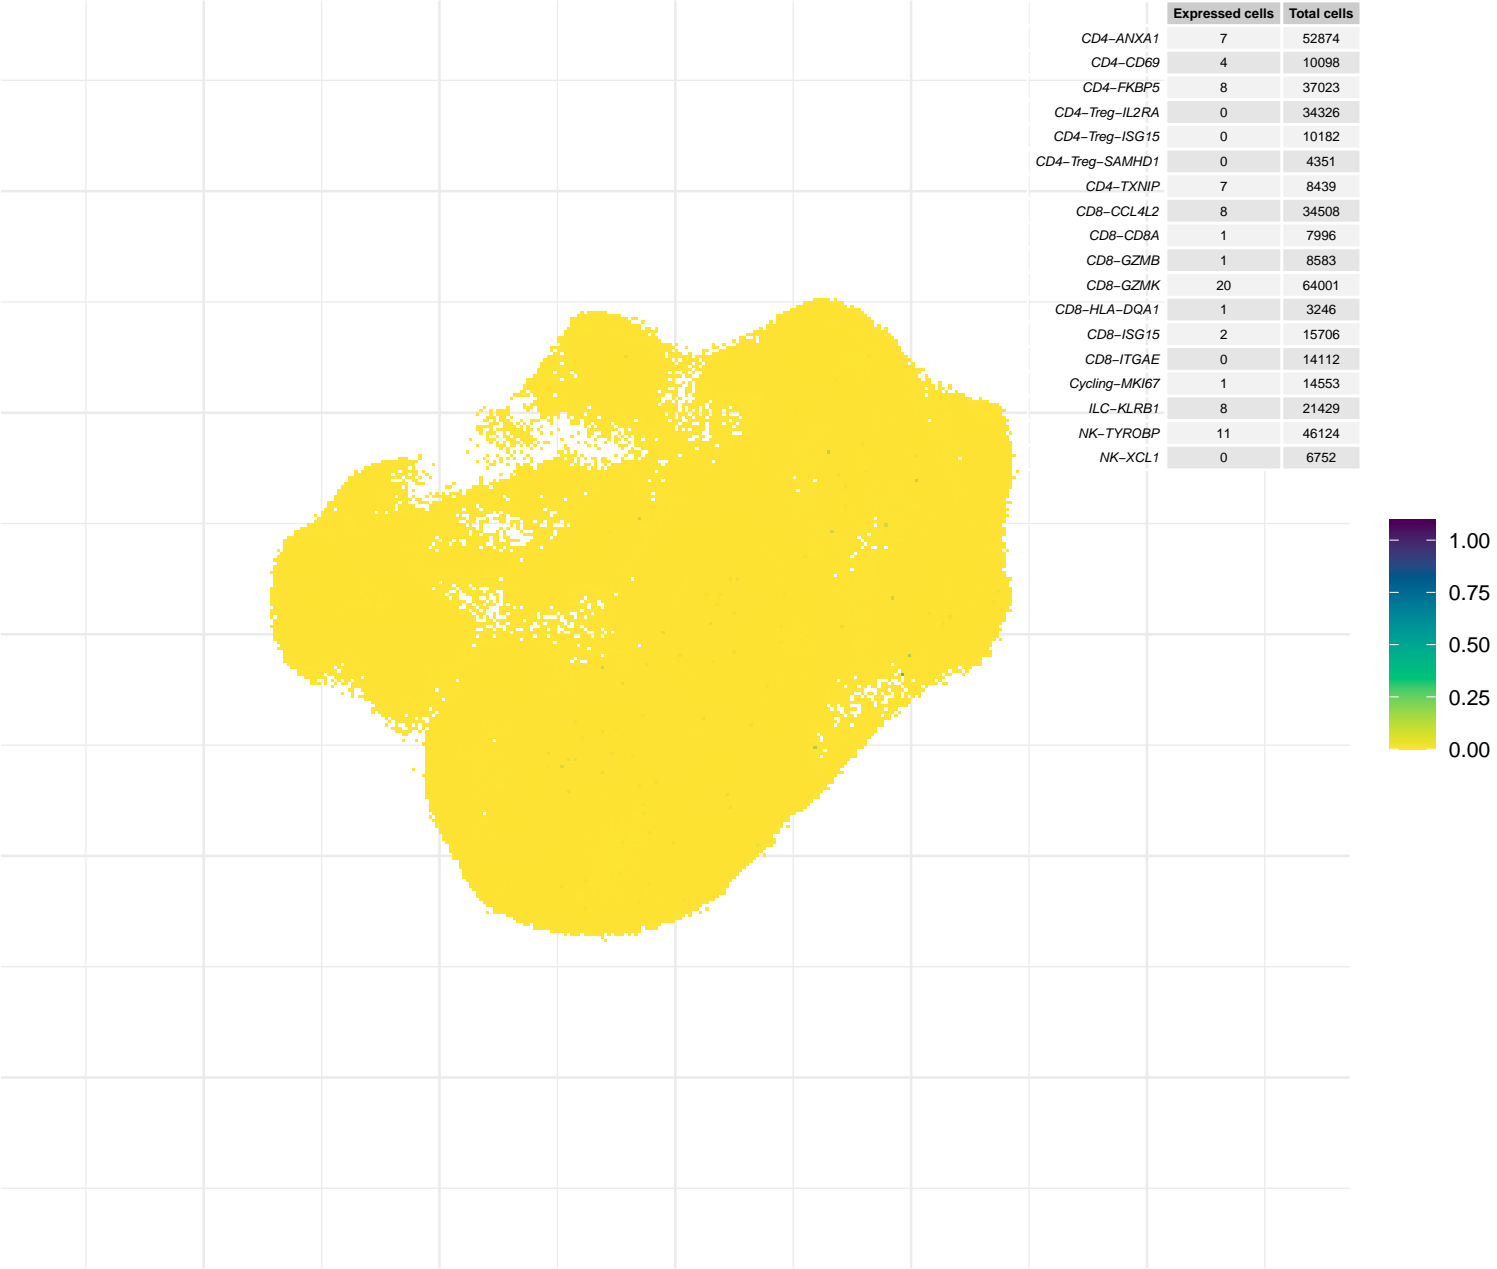 Expressed cells Total cells
CD4−ANXA1 7 52874
CD4−CD69 4 10098
CD4−FKBP5 8 37023
CD4−Treg−IL2RA 0 34326
CD4−Treg−ISG15 0 10182
CD4−Treg−SAMHD1 0 4351
CD4−TXNIP 7 8439
CD8−CCL4L2 8 34508
CD8−CD8A 1 7996
CD8−GZMB 1 8583
CD8−GZMK 20 64001
CD8−HLA−DQA1 1 3246
CD8−ISG15 2 15706
CD8−ITGAE 0 14112
Cycling−MKI67 1 14553
ILC−KLRB1 8 21429
NK−TYROBP 11 46124
NK−XCL1 0 6752
1.00
0.75
0.50
0.25
0.00